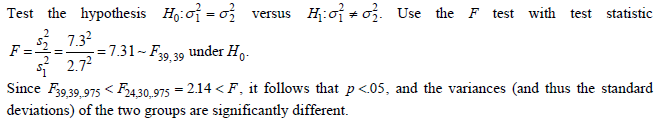 Test the hypothesis H₀:σ₁² = σ₂² versus H₁:σ₁² ≠ σ₂². Use the F test with test statistic
F = s₂²/s₁² = 7.3²/2.7² = 7.31 ~ F₃₉,₃₉ under H₀.
Since F₃₉,₃₉,.₉₇₅ < F₂₄,₃₀,.₉₇₅ = 2.14 < F, it follows that p <.05, and the variances (and thus the standard
deviations) of the two groups are significantly different.